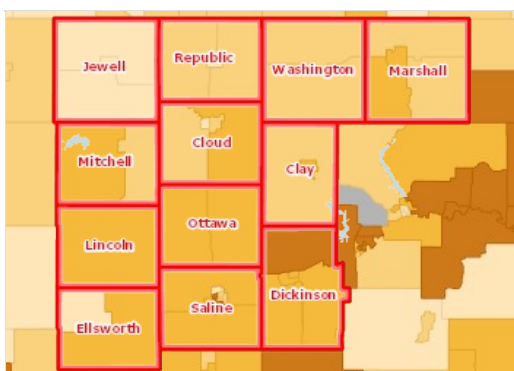 Jewell
Republic
Washington
Marshall
Mitchell
Cloud
Clay
Lincoln
Ottawa
Ellsworth
Saline
Dickinson